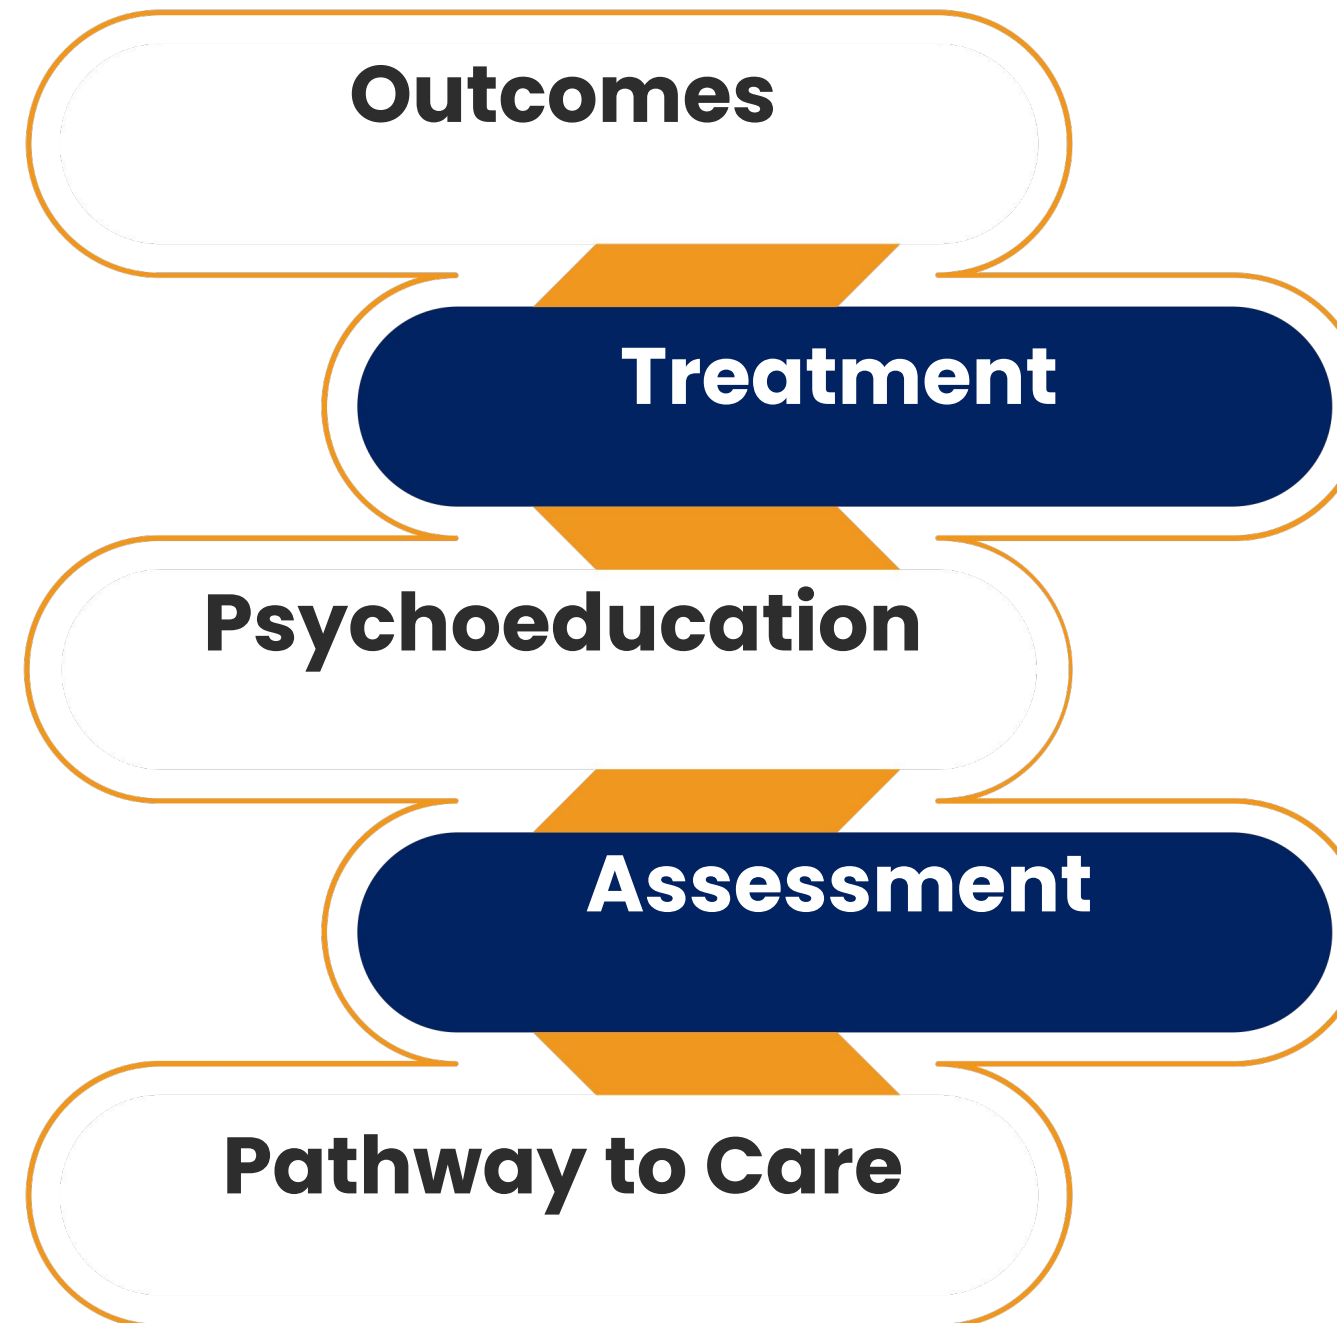 Outcomes
Treatment
Psychoeducation
Assessment
Pathway to Care